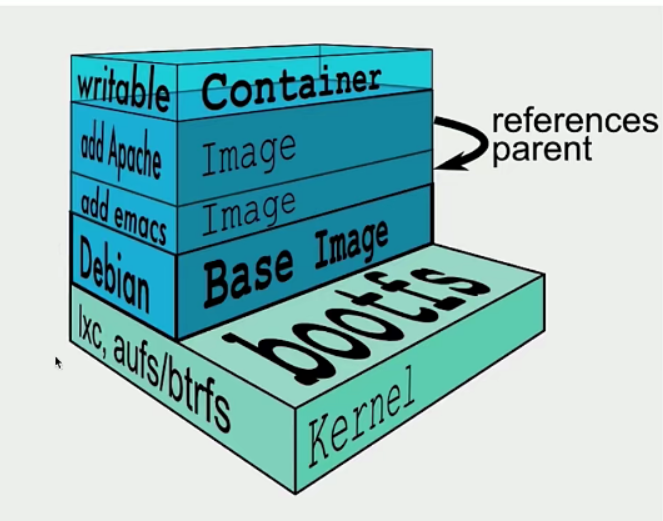 writable Container
add Apache Image
add emacs Image
Debian Base Image
references
parent
bootfs
lxc, aufs/btrfs
Kernel